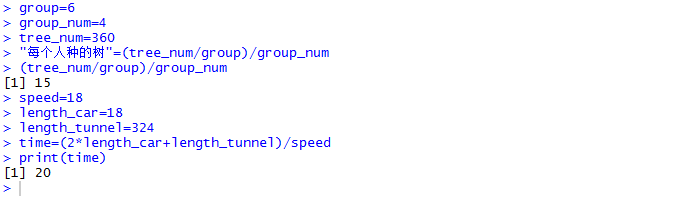 > group=6
> group_num=4
> tree_num=360
> "每个人种的树"=(tree_num/group)/group_num
> (tree_num/group)/group_num
[1] 15
> speed=18
> length_car=18
> length_tunnel=324
> time=(2*length_car+length_tunnel)/speed
> print(time)
[1] 20
>